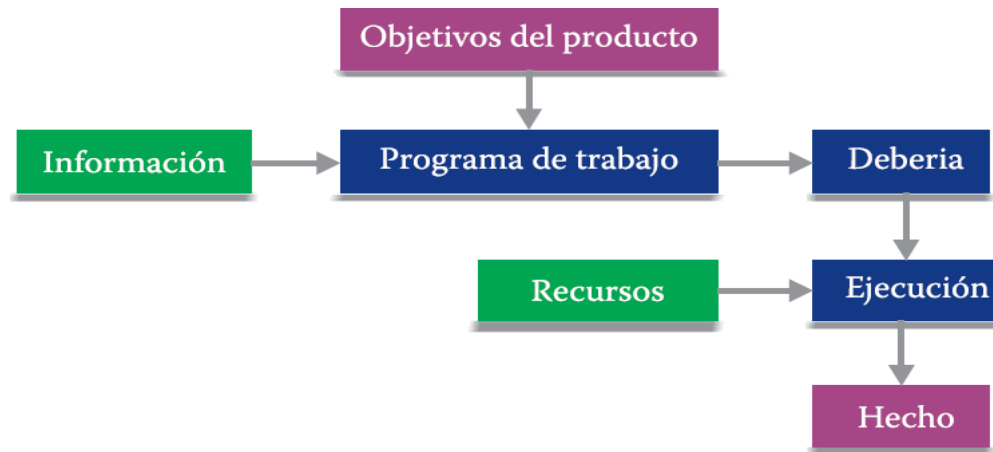 Objetivos del producto
Información
Programa de trabajo
Deberia
Recursos
Ejecución
Hecho